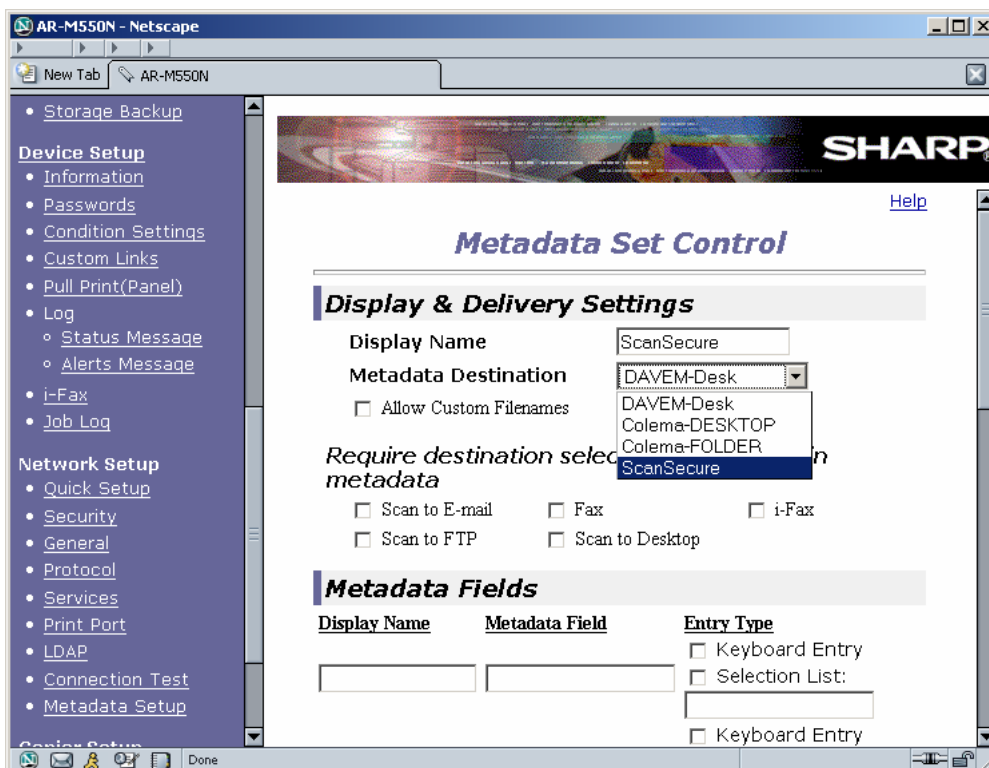 AR-M550N - Netscape
New Tab
AR-M550N
Storage Backup
Device Setup
Information
Passwords
Condition Settings
Custom Links
Pull Print(Panel)
Log
Status Message
Alerts Message
i-Fax
Job Log
Network Setup
Quick Setup
Security
General
Protocol
Services
Print Port
LDAP
Connection Test
Metadata Setup
SHARP®
Help
Metadata Set Control
Display & Delivery Settings
Display Name ScanSecure
Metadata Destination DAVEM-Desk
DAVEM-Desk
Colema-DESKTOP
Colema-FOLDER
ScanSecure
Allow Custom Filenames
Require destination selec n
metadata
Scan to E-mail Fax i-Fax
Scan to FTP Scan to Desktop
Metadata Fields
Display Name Metadata Field Entry Type
Keyboard Entry
Selection List:
Keyboard Entry
Done